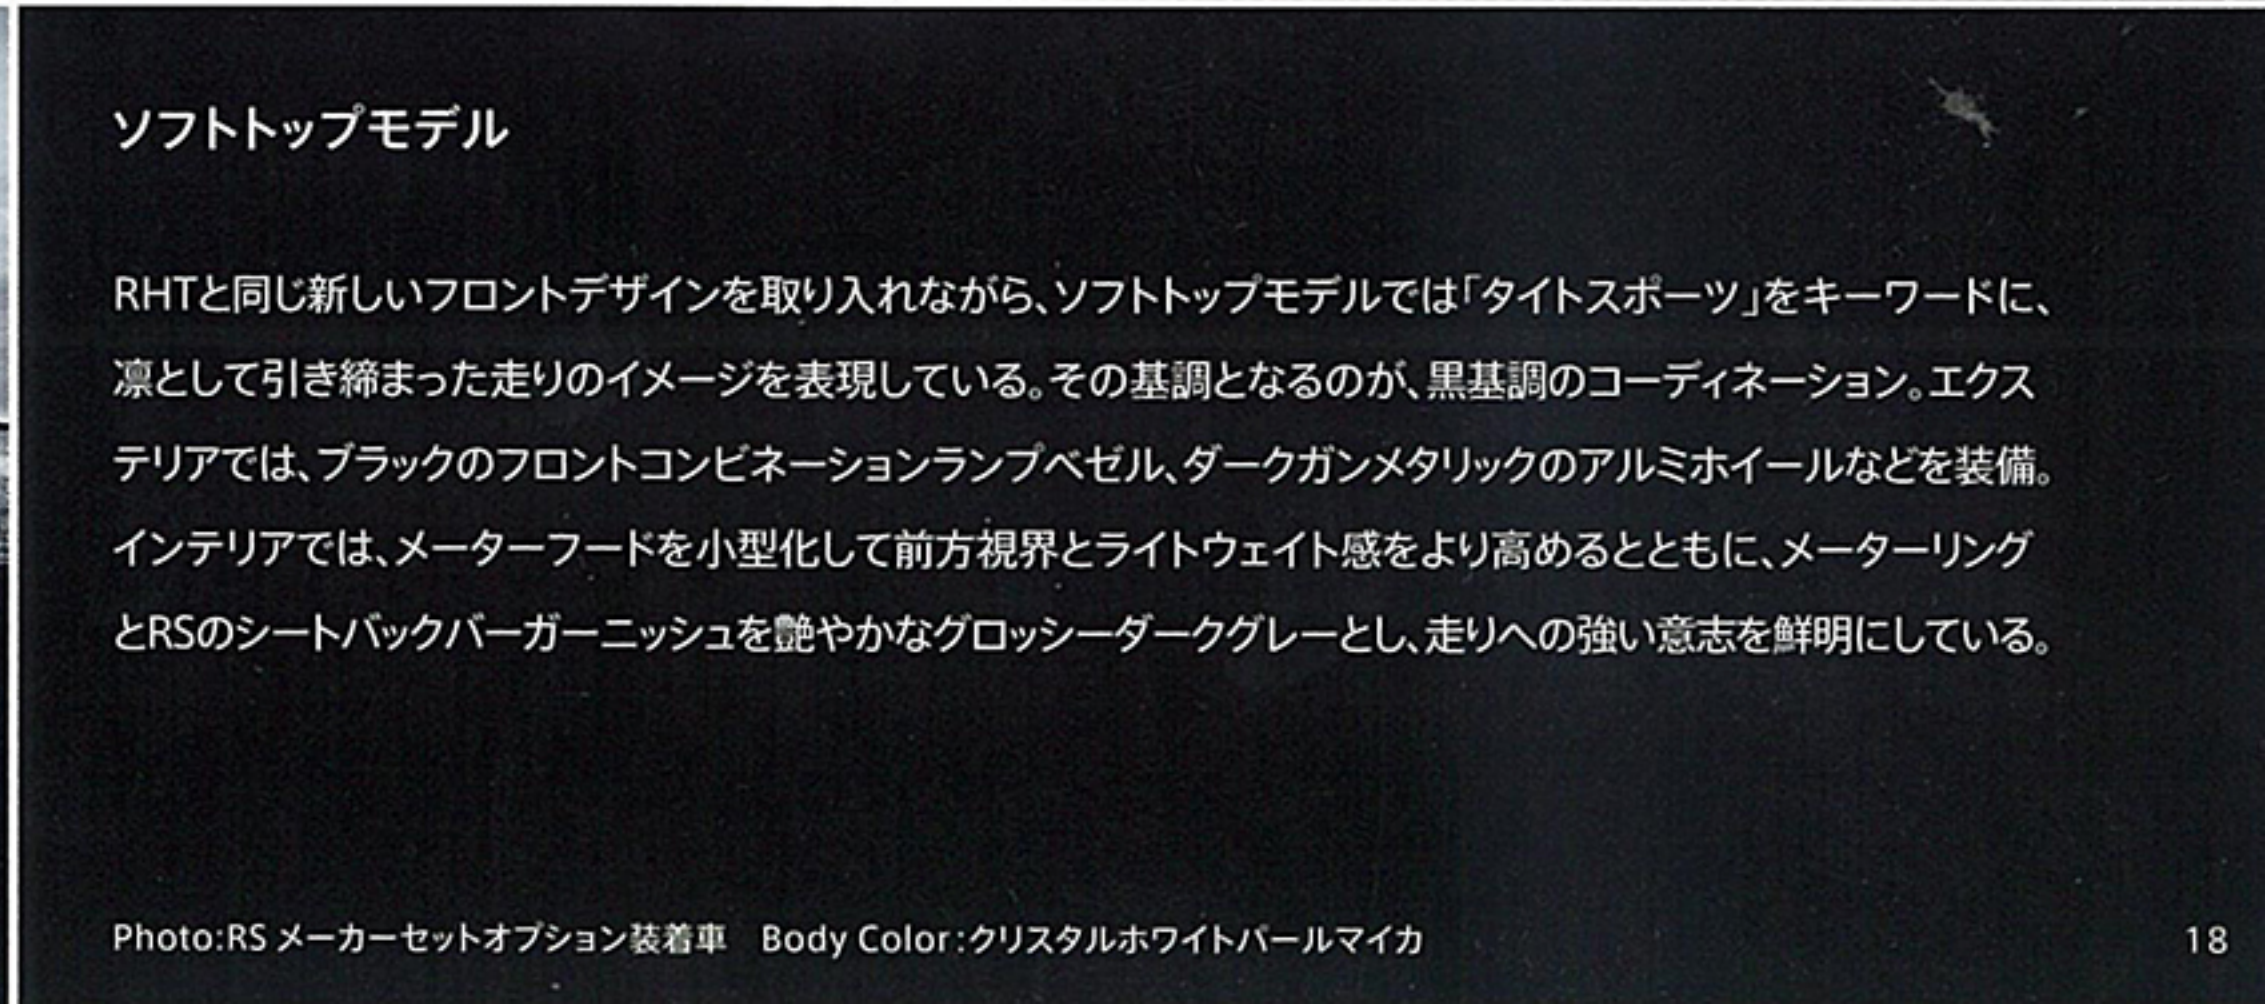 ソフトトップモデル
RHTと同じ新しいフロントデザインを取り入れながら、ソフトトップモデルでは「タイトスポーツ」をキーワードに、
凛として引き締まった走りのイメージを表現している。その基調となるのが、黒基調のコーディネーション。エクス
テリアでは、ブラックのフロントコンビネーションランプベゼル、ダークガンメタリックのアルミホイールなどを装備。
インテリアでは、メーターフードを小型化して前方視界とライトウェイト感をより高めるとともに、メーターリング
とRSのシートバックバーガーニッシュを艶やかなグロッシーダークグレーとし、走りへの強い意志を鮮明にしている。
Photo:RS メーカーセットオプション装着車 Body Color:クリスタルホワイトパールマイカ
18